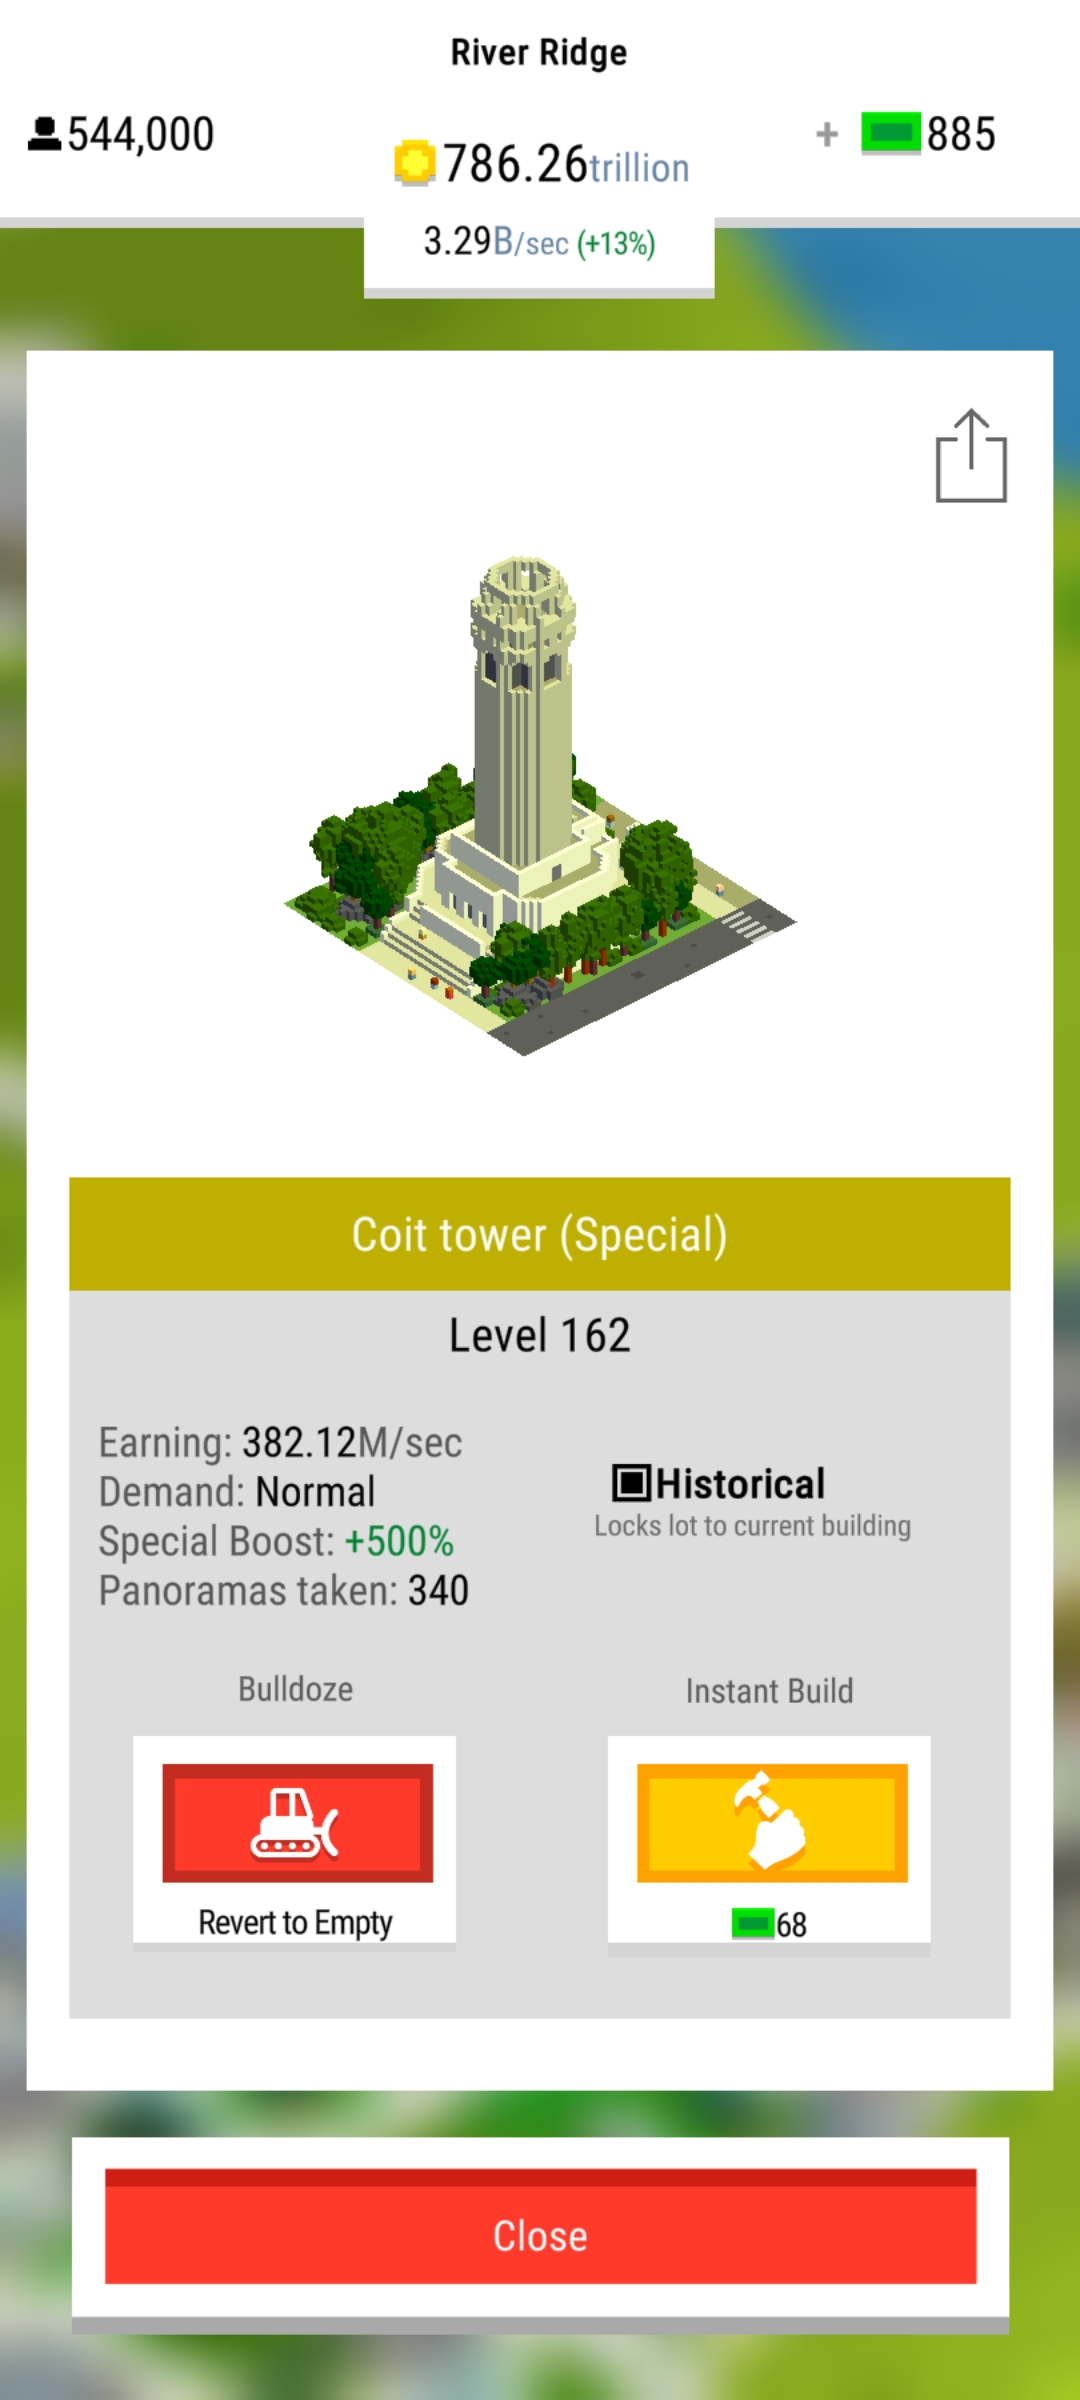 River Ridge
544,000
786.26trillion
+ 885
3.29B/sec (+13%)
Coit tower (Special)
Level 162
Earning: 382.12M/sec
Demand: Normal
Special Boost: +500%
Panoramas taken: 340
Historical
Locks lot to current building
Bulldoze
Instant Build
Revert to Empty
68
Close